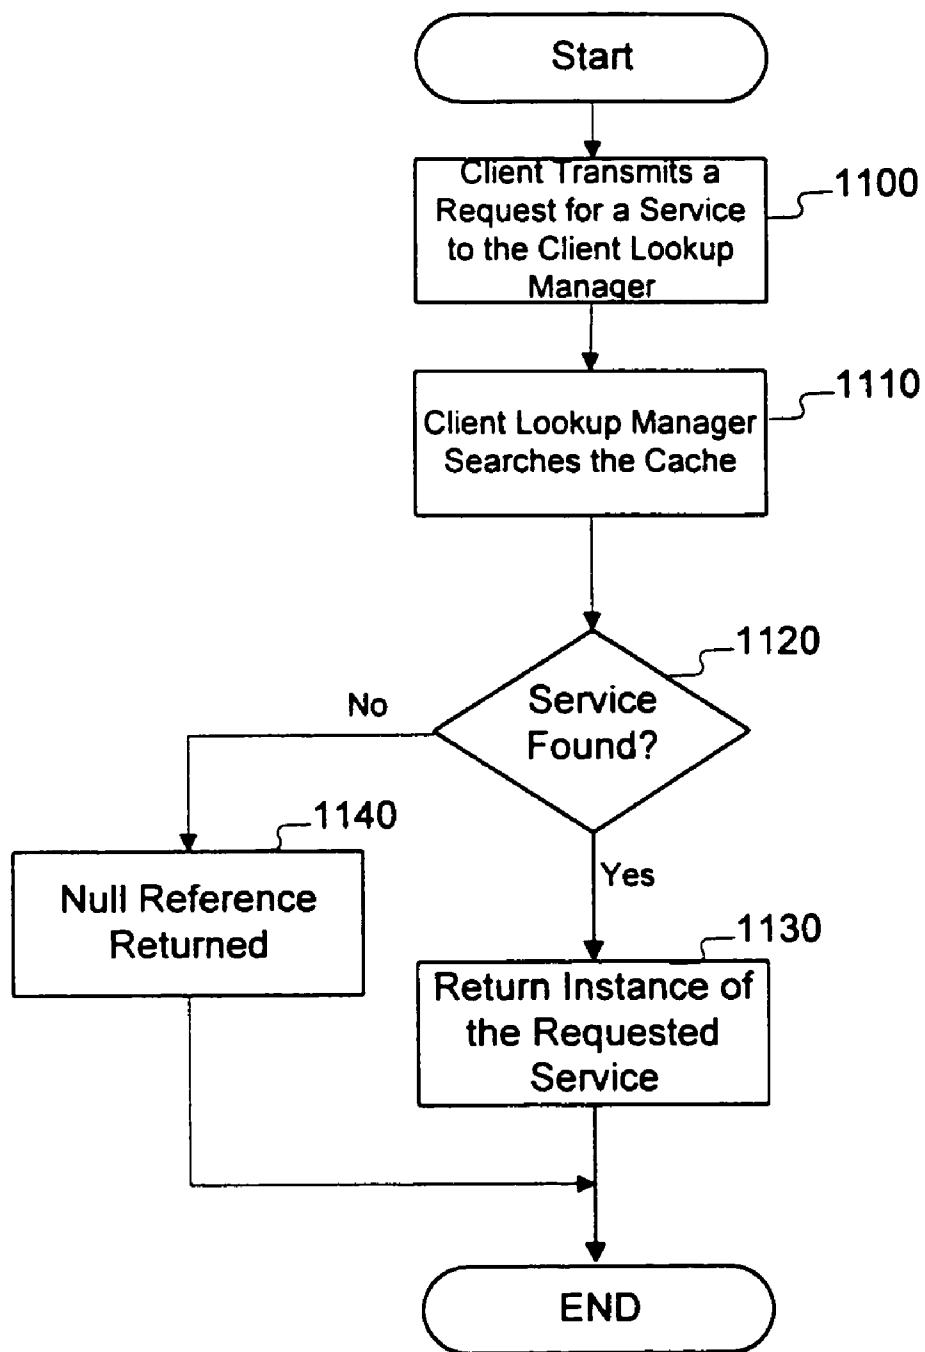 Start
Client Transmits a
Request for a Service
to the Client Lookup
Manager
1100
Client Lookup Manager
Searches the Cache
1110
Service
Found?
1120
No
Yes
1140
Null Reference
Returned
1130
Return Instance of
the Requested
Service
END